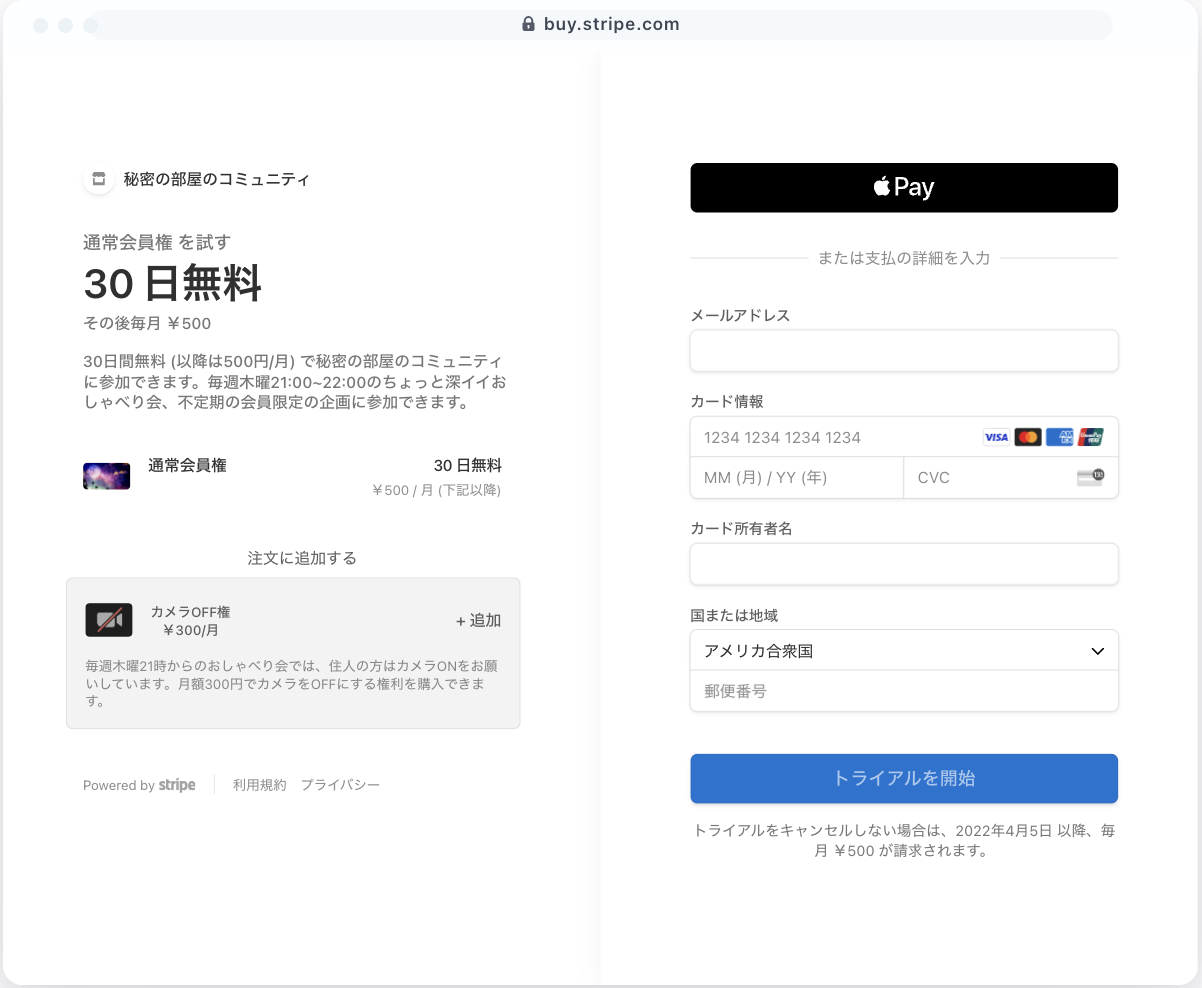 buy.stripe.com
秘密の部屋のコミュニティ
通常会員権 を試す
30 日無料
その後毎月 ￥500
30日間無料 (以降は500円/月) で秘密の部屋のコミュニティ
に参加できます。毎週木曜21:00~22:00のちょっと深イイお
しゃべり会、不定期の会員限定の企画に参加できます。
通常会員権 30 日無料
￥500 / 月 (下記以降)
注文に追加する
カメラOFF権
￥300/月
+ 追加
毎週木曜21時からのおしゃべり会では、住人の方はカメラONをお願
いしています。月額300円でカメラをOFFにする権利を購入できま
す。
Powered by stripe 利用規約 プライバシー
Pay
または支払の詳細を入力
メールアドレス
カード情報
1234 1234 1234 1234 VISA AMEX UnionPay
MM (月) / YY (年) CVC 135
カード所有者名
国または地域
アメリカ合衆国
郵便番号
トライアルを開始
トライアルをキャンセルしない場合は、2022年4月5日 以降、毎
月 ￥500 が請求されます。